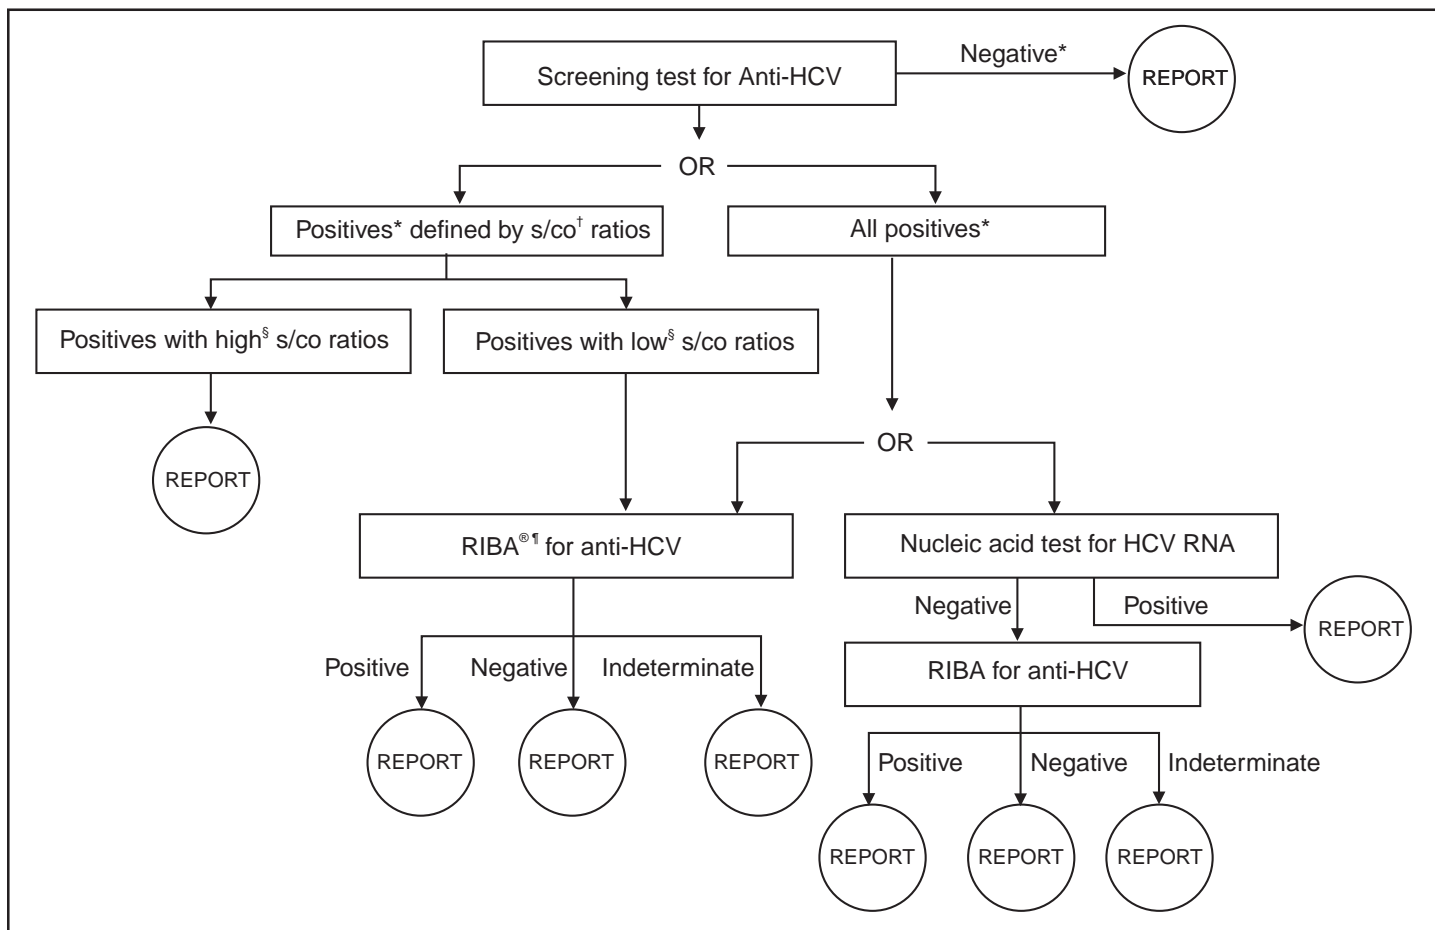 Negative*
Screening test for Anti-HCV
REPORT
OR
Positives* defined by s/co† ratios
All positives*
Positives with high§ s/co ratios
Positives with low§ s/co ratios
OR
REPORT
RIBA®¶ for anti-HCV
Nucleic acid test for HCV RNA
Negative
Positive
REPORT
Positive
Negative
Indeterminate
RIBA for anti-HCV
REPORT
REPORT
REPORT
Positive
Negative
Indeterminate
REPORT
REPORT
REPORT